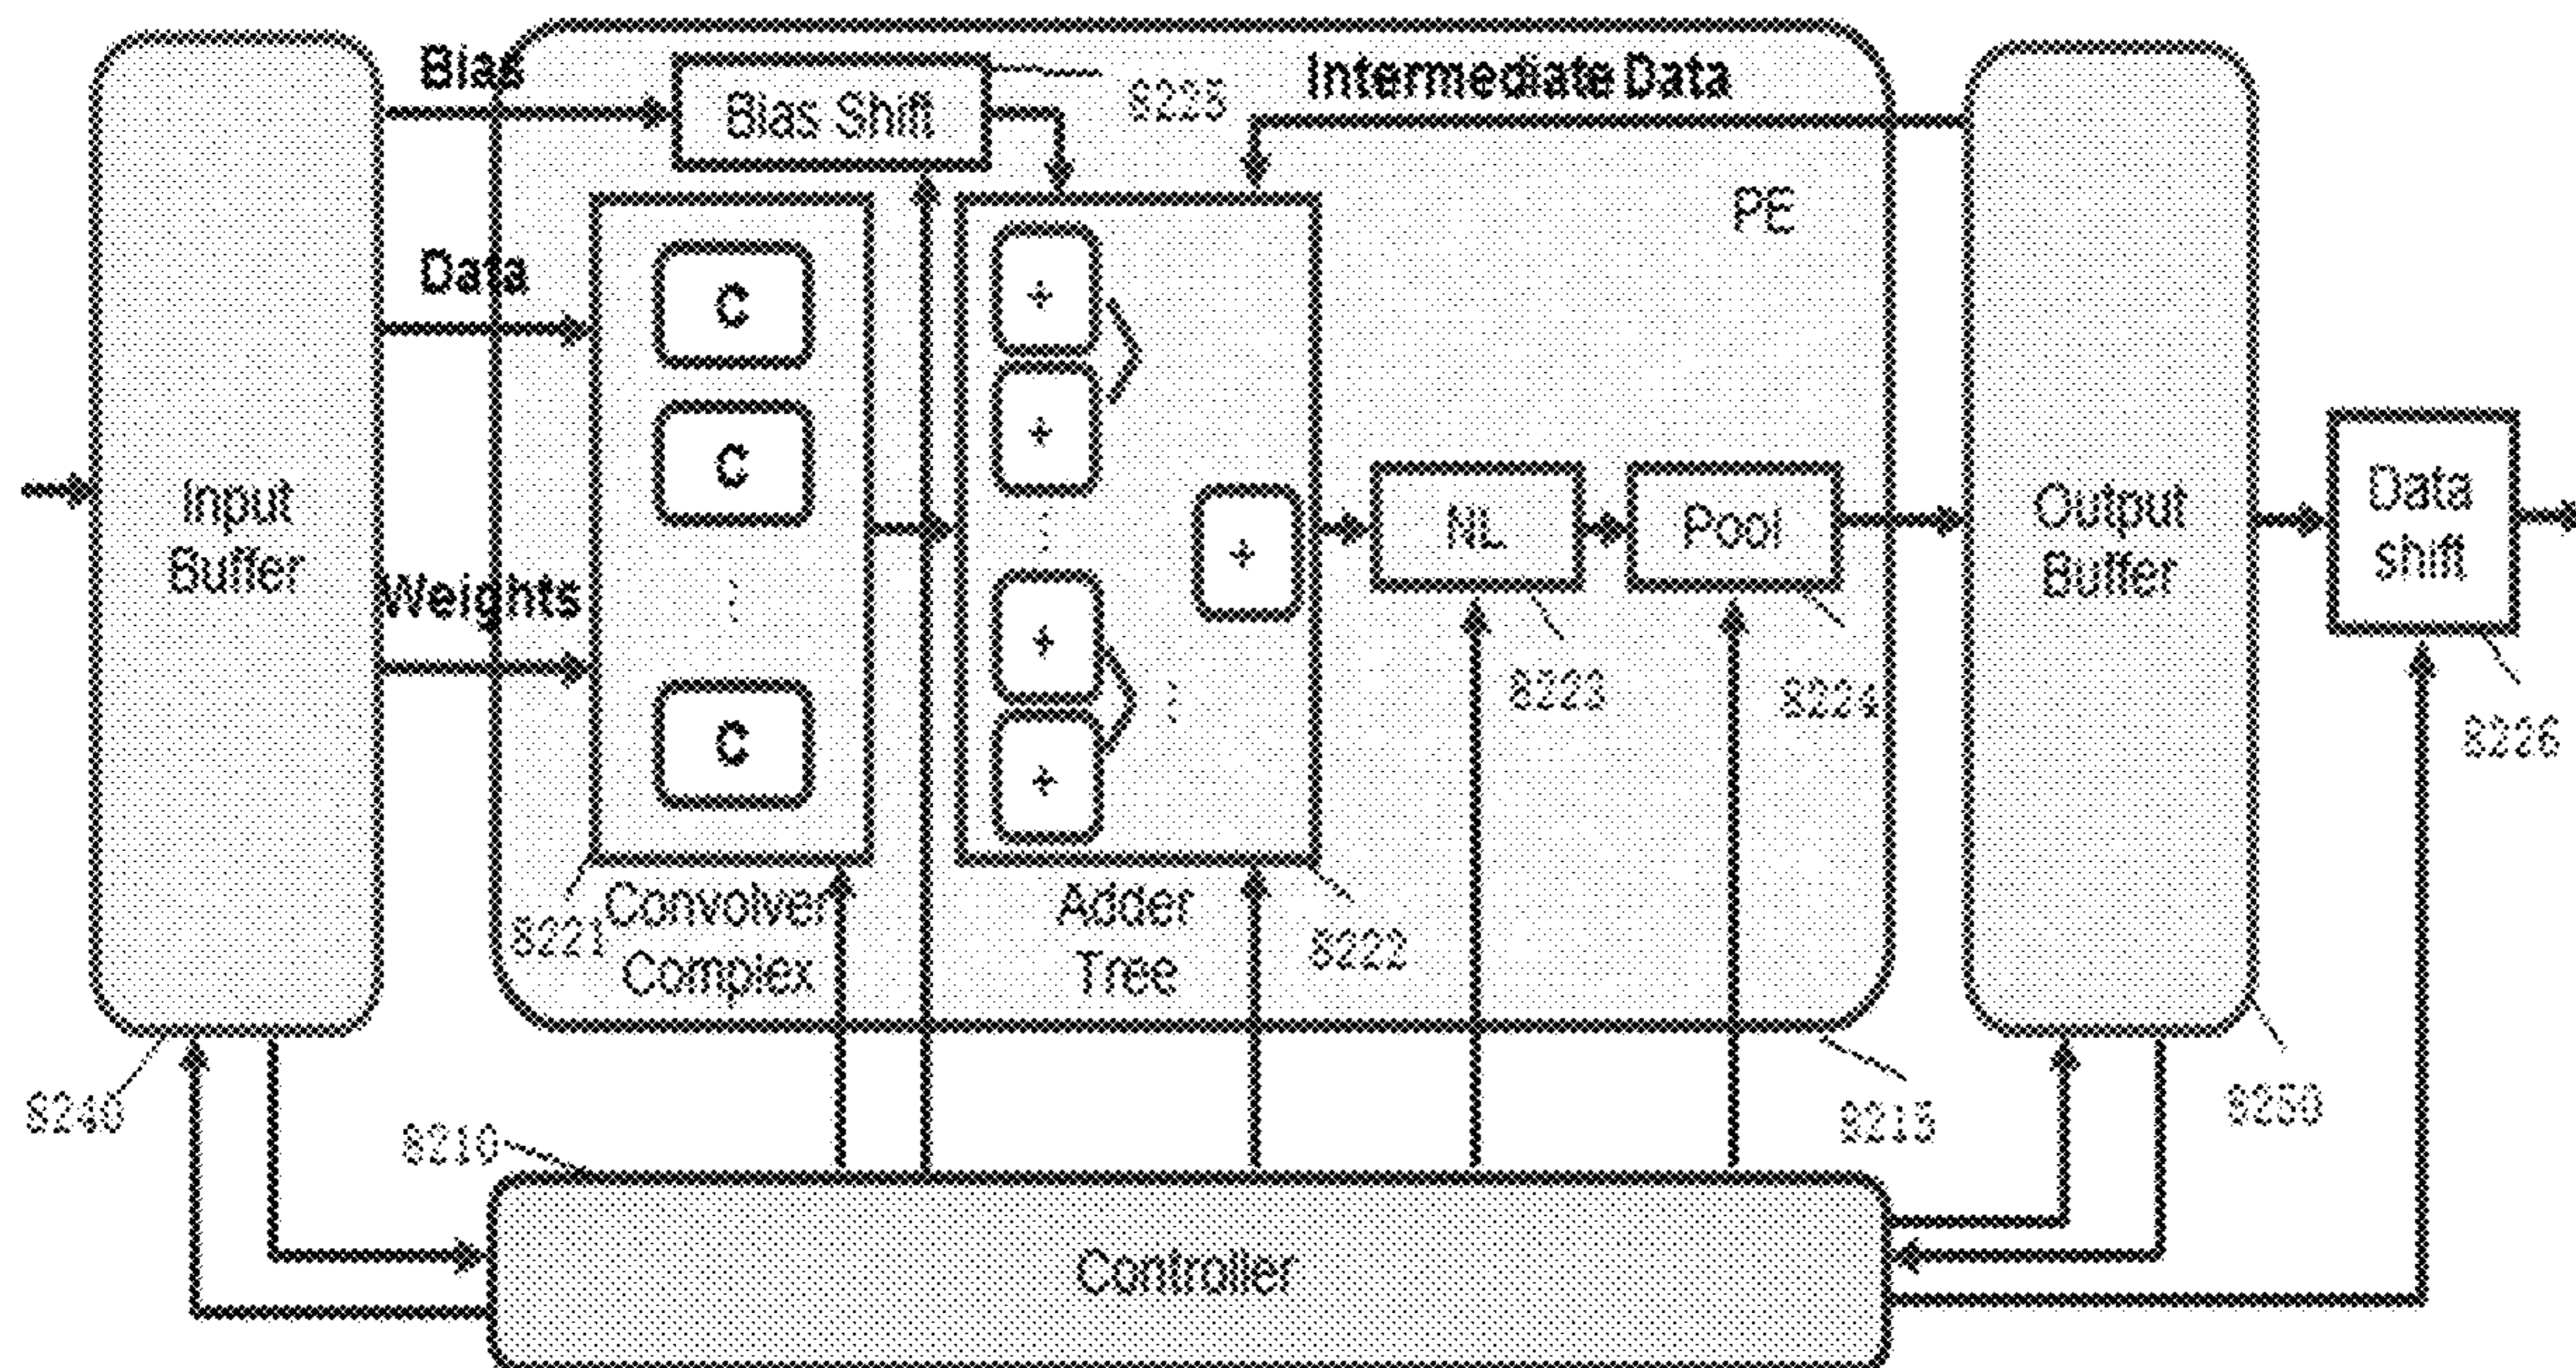 Bias
Bias Shift
8225
Intermediate Data
PE
Data
C
+
C
+
Input
Buffer
Weights
+
NL
Pool
Output
Buffer
Data
shift
+
C
+
8223
8224
8226
8221
Convolver
Complex
Adder
Tree
8222
8240
8210
8215
8250
Controller